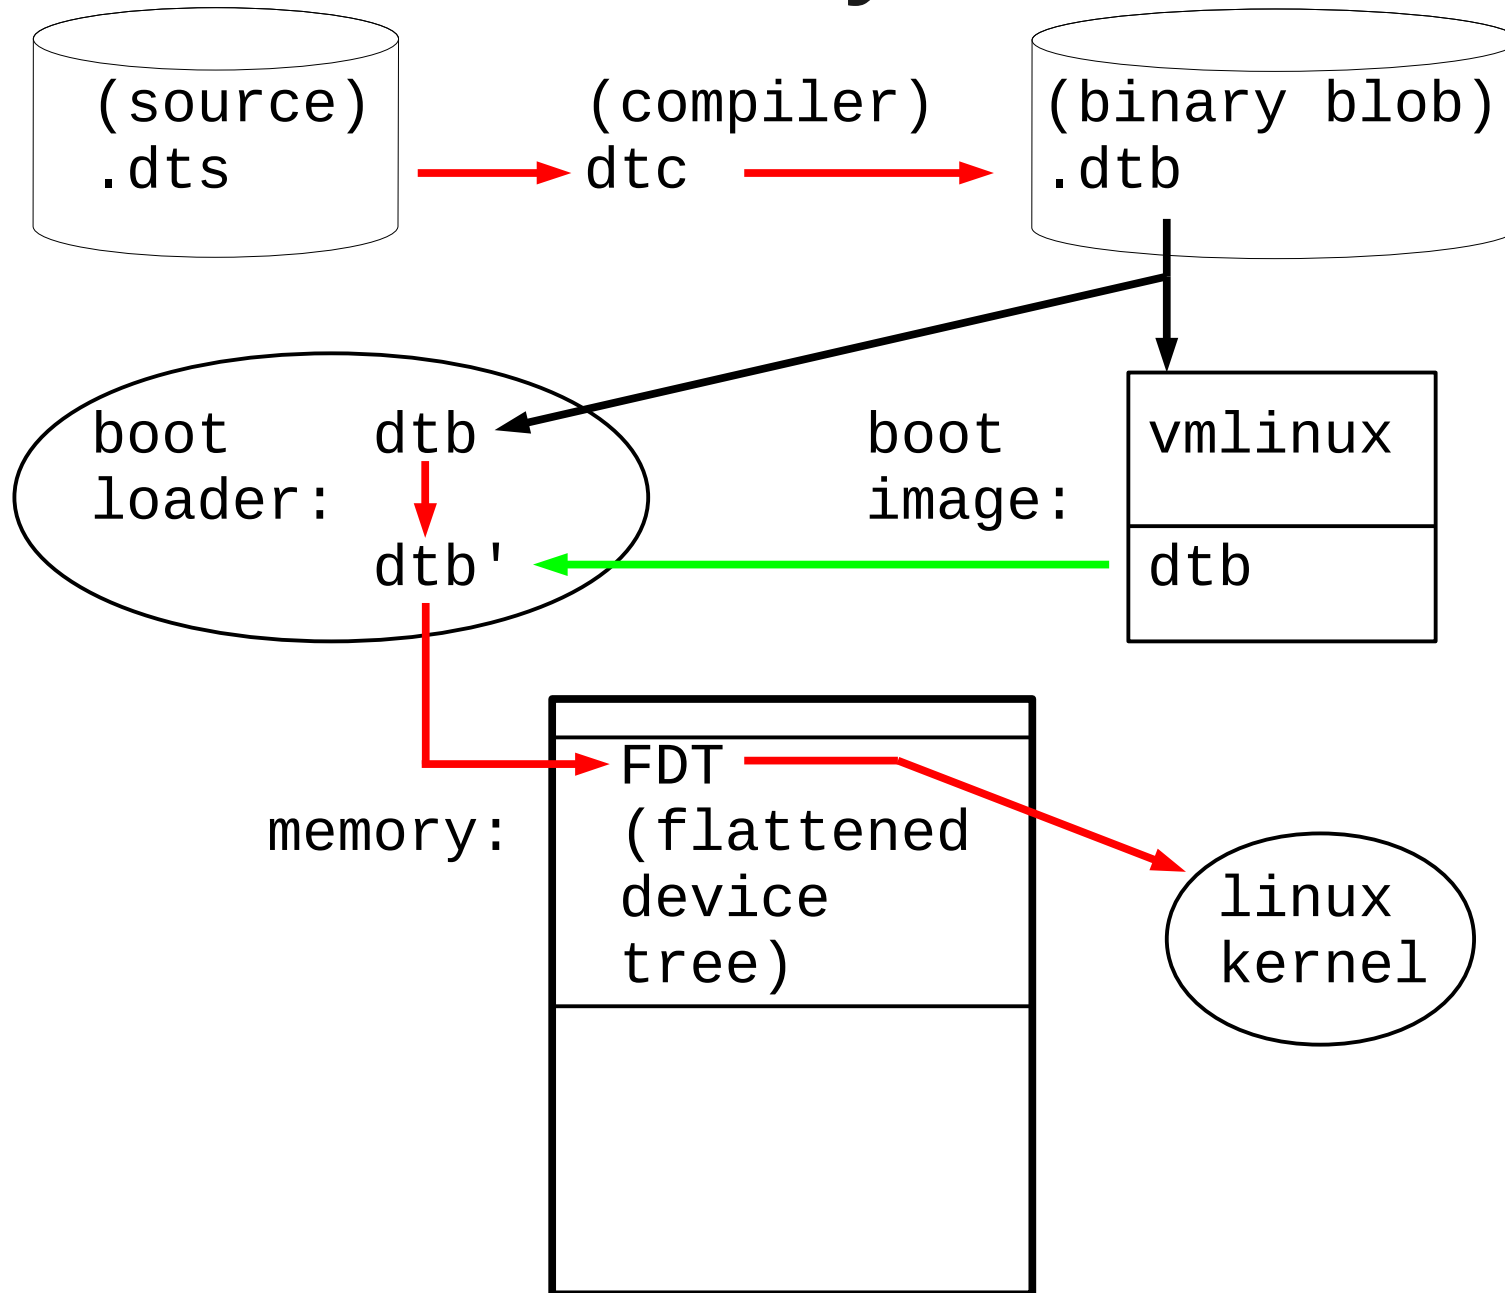 (source)
.dts
(compiler)
dtc
(binary blob)
.dtb
boot
loader:
dtb
dtb'
boot
image:
vmlinux
dtb
memory:
FDT
(flattened
device
tree)
linux
kernel